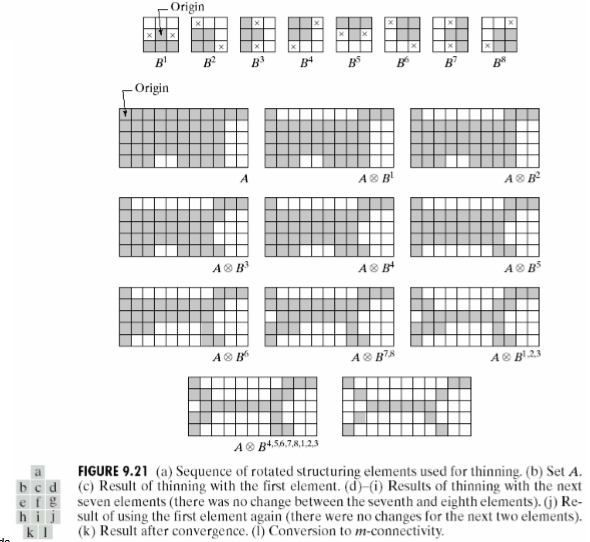 Origin
B¹ B² B³ B⁴ B⁵ B⁶ B⁷ B⁸
Origin
A A ⊗ B¹ A ⊗ B²
A ⊗ B³ A ⊗ B⁴ A ⊗ B⁵
A ⊗ B⁶ A ⊗ B⁷,⁸ A ⊗ B¹,²,³
A ⊗ B⁴,⁵,⁶,⁷,⁸,¹,²,³
a
b c d
e f g
h i j
k l
FIGURE 9.21 (a) Sequence of rotated structuring elements used for thinning. (b) Set A.
(c) Result of thinning with the first element. (d)–(i) Results of thinning with the next
seven elements (there was no change between the seventh and eighth elements). (j) Re-
sult of using the first element again (there were no changes for the next two elements).
(k) Result after convergence. (l) Conversion to m-connectivity.